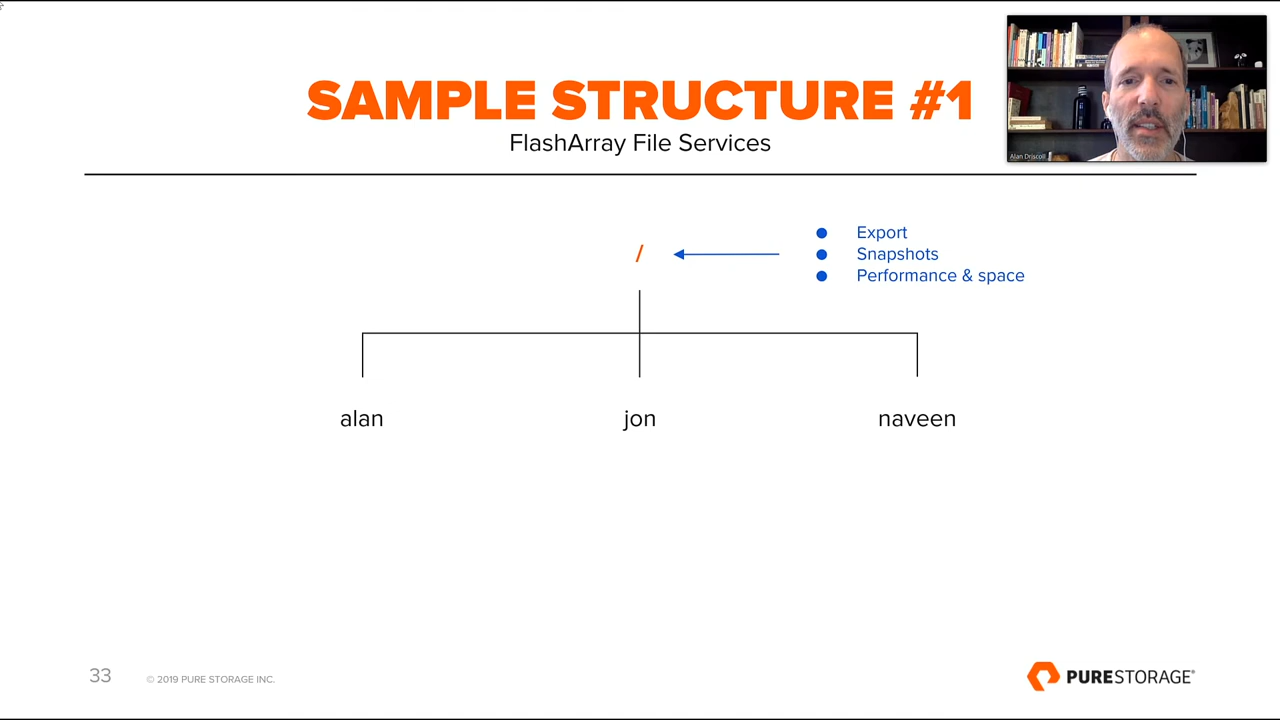 SAMPLE STRUCTURE #1
FlashArray File Services
Alan Driscoll
/
● Export
● Snapshots
● Performance & space
alan
jon
naveen
33
© 2019 PURE STORAGE INC.
PURESTORAGE®